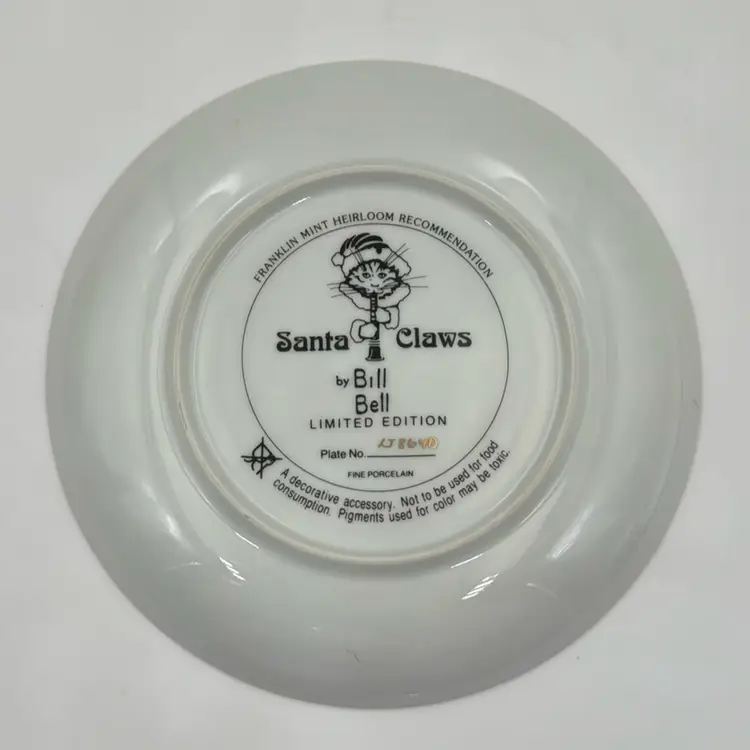 FRANKLIN MINT HEIRLOOM RECOMMENDATION
Santa Claws
by Bill
Bell
LIMITED EDITION
Plate No. LJ8640
FINE PORCELAIN
A decorative accessory. Not to be used for food
consumption. Pigments used for color may be toxic.